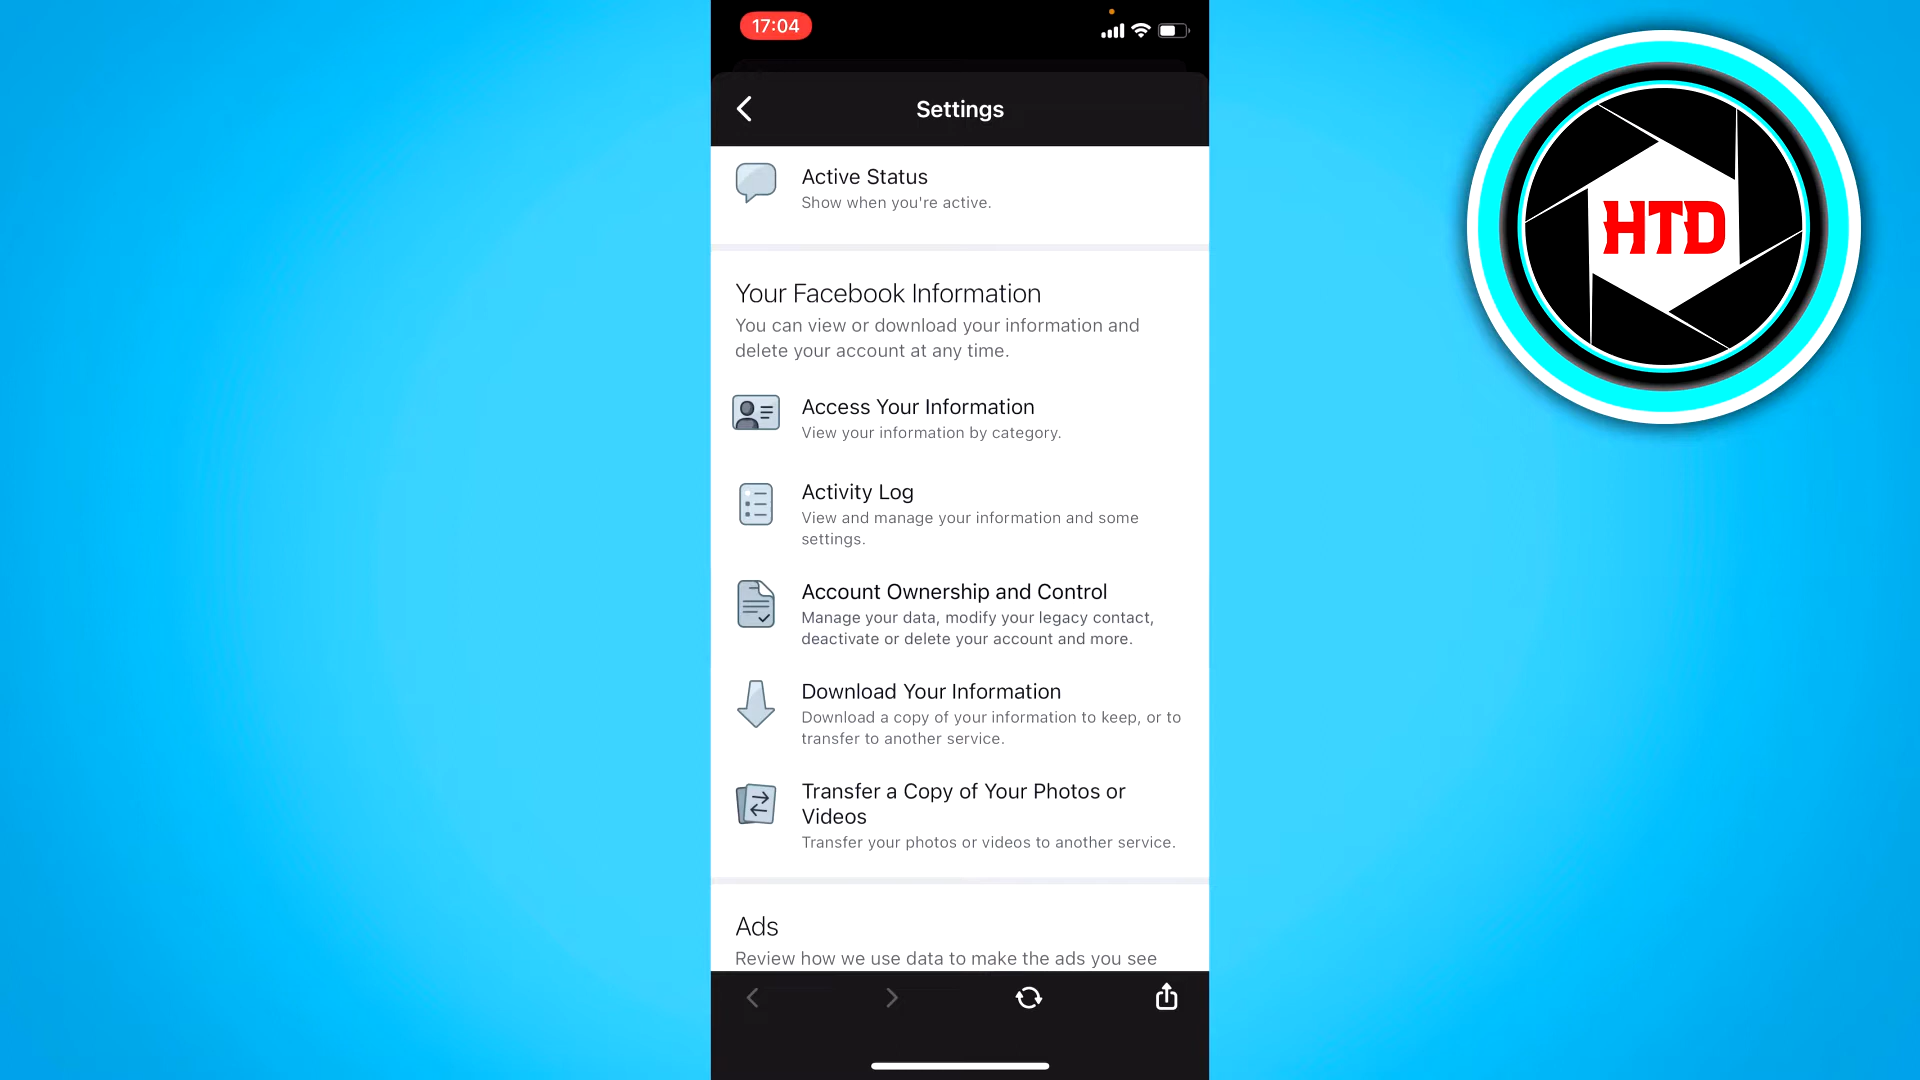 17:04
Settings
Active Status
Show when you're active.
Your Facebook Information
You can view or download your information and
delete your account at any time.
Access Your Information
View your information by category.
Activity Log
View and manage your information and some
settings.
Account Ownership and Control
Manage your data, modify your legacy contact,
deactivate or delete your account and more.
Download Your Information
Download a copy of your information to keep, or to
transfer to another service.
Transfer a Copy of Your Photos or
Videos
Transfer your photos or videos to another service.
Ads
Review how we use data to make the ads you see
HTD